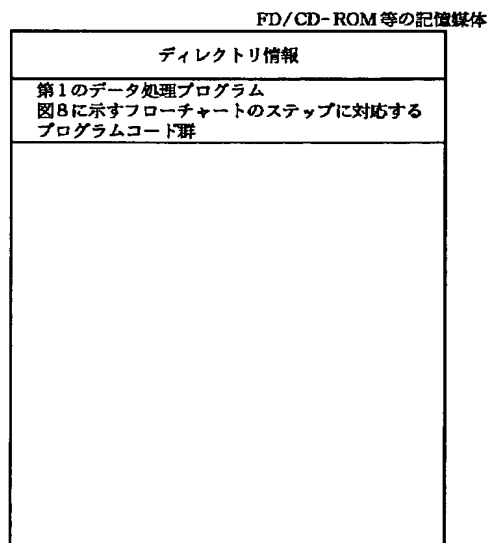 FD/CD-ROM等の記憶媒体
ディレクトリ情報
第1のデータ処理プログラム
図8に示すフローチャートのステップに対応する
プログラムコード群